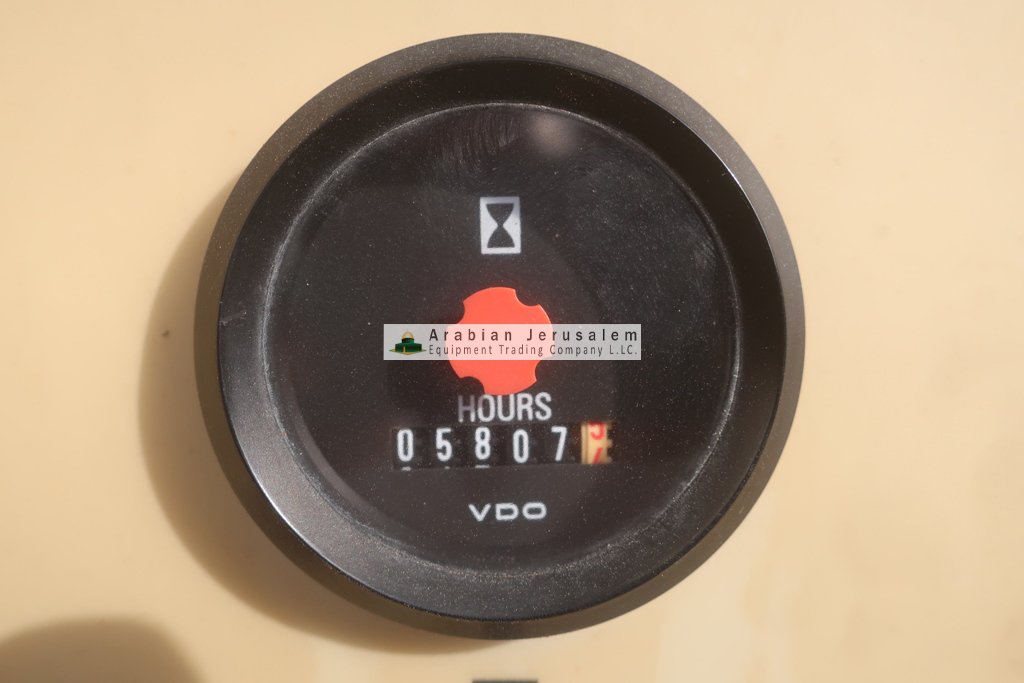 Arabian Jerusalem
Equipment Trading Company L.L.C.
HOURS
05807
VDO